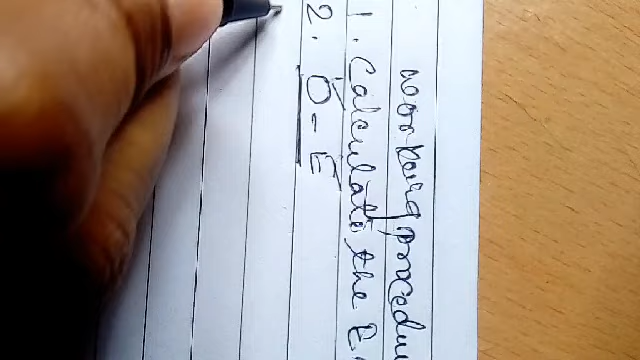 working procedu
1. Calculate the E
2. O - E